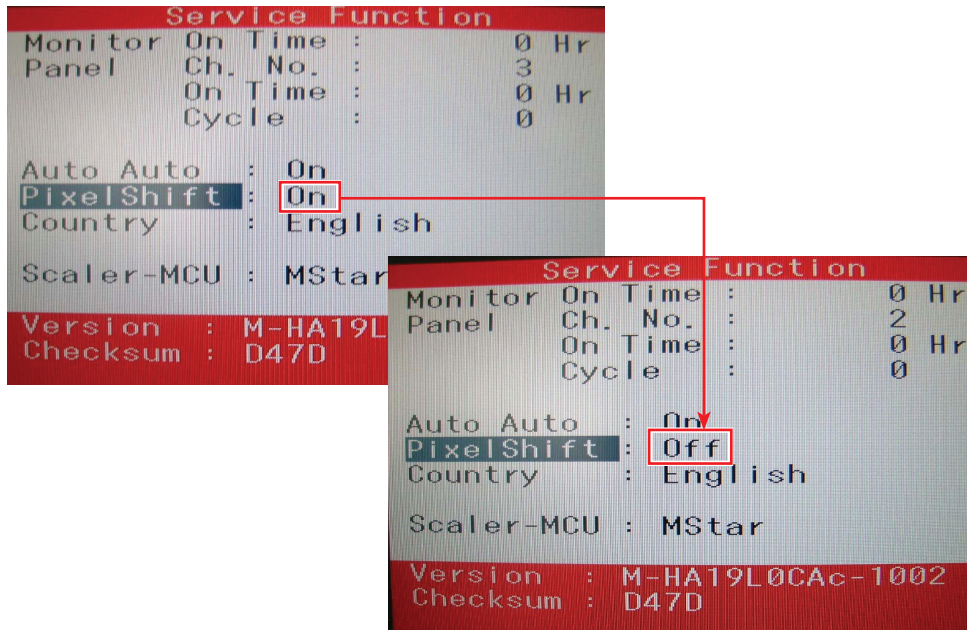 Service Function
Monitor On Time : 0 Hr
Panel Ch. No. : 3
On Time : 0 Hr
Cycle : 0
Auto Auto : On
PixelShift : On
Country : English
Scaler-MCU : MStar
Version : M-HA19L
Checksum : D47D
Service Function
Monitor On Time : 0 Hr
Panel Ch. No. : 2
On Time : 0 Hr
Cycle : 0
Auto Auto : On
PixelShift : Off
Country : English
Scaler-MCU : MStar
Version : M-HA19L0CAc-1002
Checksum : D47D